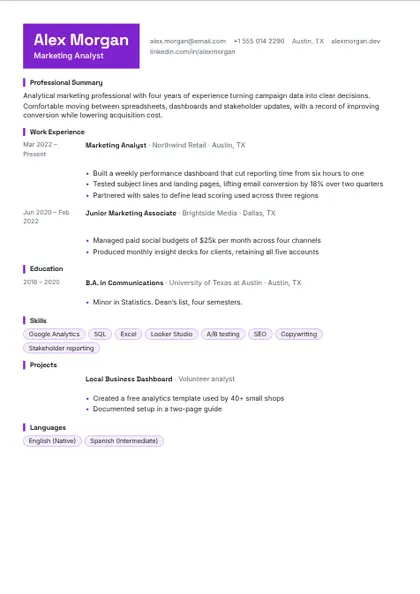 Alex Morgan
Marketing Analyst
alex.morgan@email.com +1 555 014 2290 Austin, TX alexmorgan.dev
linkedin.com/in/alexmorgan
Professional Summary
Analytical marketing professional with four years of experience turning campaign data into clear decisions.
Comfortable moving between spreadsheets, dashboards and stakeholder updates, with a record of improving
conversion while lowering acquisition cost.
Work Experience
Mar 2022 – Present
Marketing Analyst · Northwind Retail · Austin, TX
• Built a weekly performance dashboard that cut reporting time from six hours to one
• Tested subject lines and landing pages, lifting email conversion by 18% over two quarters
• Partnered with sales to define lead scoring used across three regions
Jun 2020 – Feb 2022
Junior Marketing Associate · Brightside Media · Dallas, TX
• Managed paid social budgets of $25k per month across four channels
• Produced monthly insight decks for clients, retaining all five accounts
Education
2016 – 2020
B.A. in Communications · University of Texas at Austin · Austin, TX
• Minor in Statistics. Dean's list, four semesters.
Skills
Google Analytics SQL Excel Looker Studio A/B testing SEO Copywriting
Stakeholder reporting
Projects
Local Business Dashboard · Volunteer analyst
• Created a free analytics template used by 40+ small shops
• Documented setup in a two-page guide
Languages
English (Native) Spanish (Intermediate)